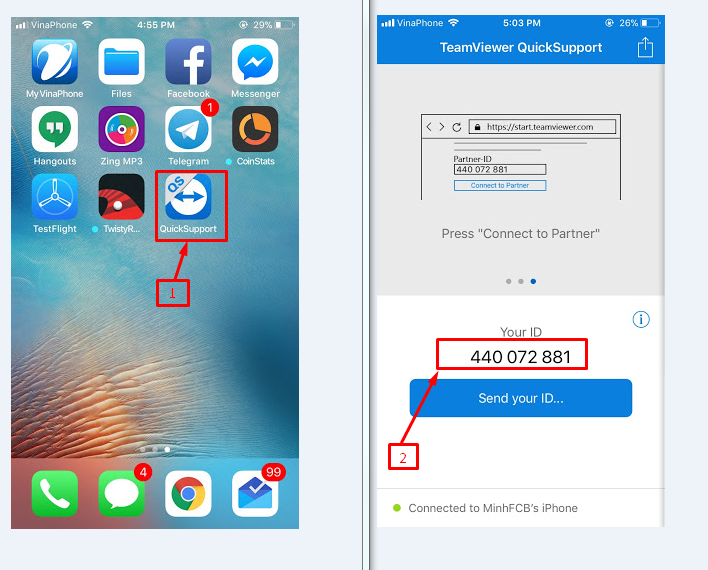 VinaPhone 4:55 PM 29%
MyVinaPhone Files Facebook Messenger
1
Hangouts Zing MP3 Telegram CoinStats
QS
TestFlight TwistyR... QuickSupport
1
4 99
VinaPhone 5:03 PM 26%
TeamViewer QuickSupport
https://start.teamviewer.com
Partner-ID
440 072 881
Connect to Partner
Press "Connect to Partner"
Your ID
440 072 881
Send your ID...
2
Connected to MinhFCB's iPhone